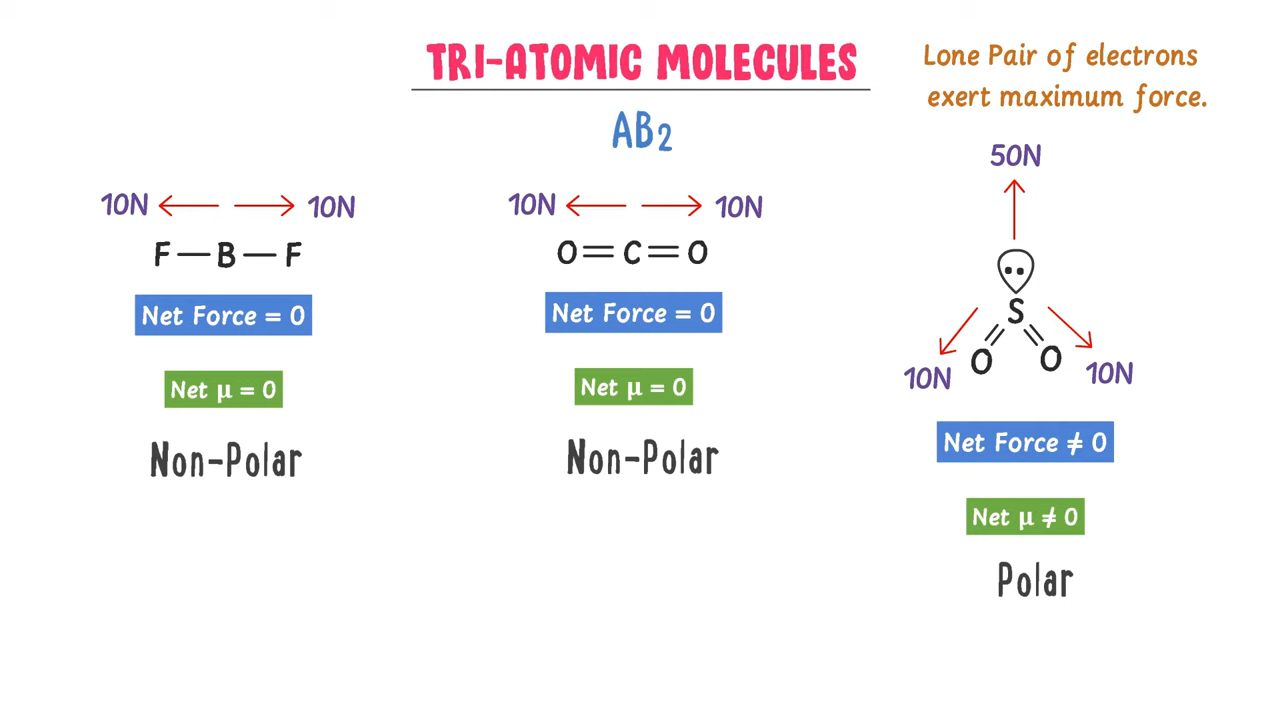 TRI-ATOMIC MOLECULES
AB₂
Lone Pair of electrons
exert maximum force.
10N 10N
F — B — F
Net Force = 0
Net μ = 0
Non-Polar
10N 10N
O = C = O
Net Force = 0
Net μ = 0
Non-Polar
50N
S
O O
10N 10N
Net Force ≠ 0
Net μ ≠ 0
Polar